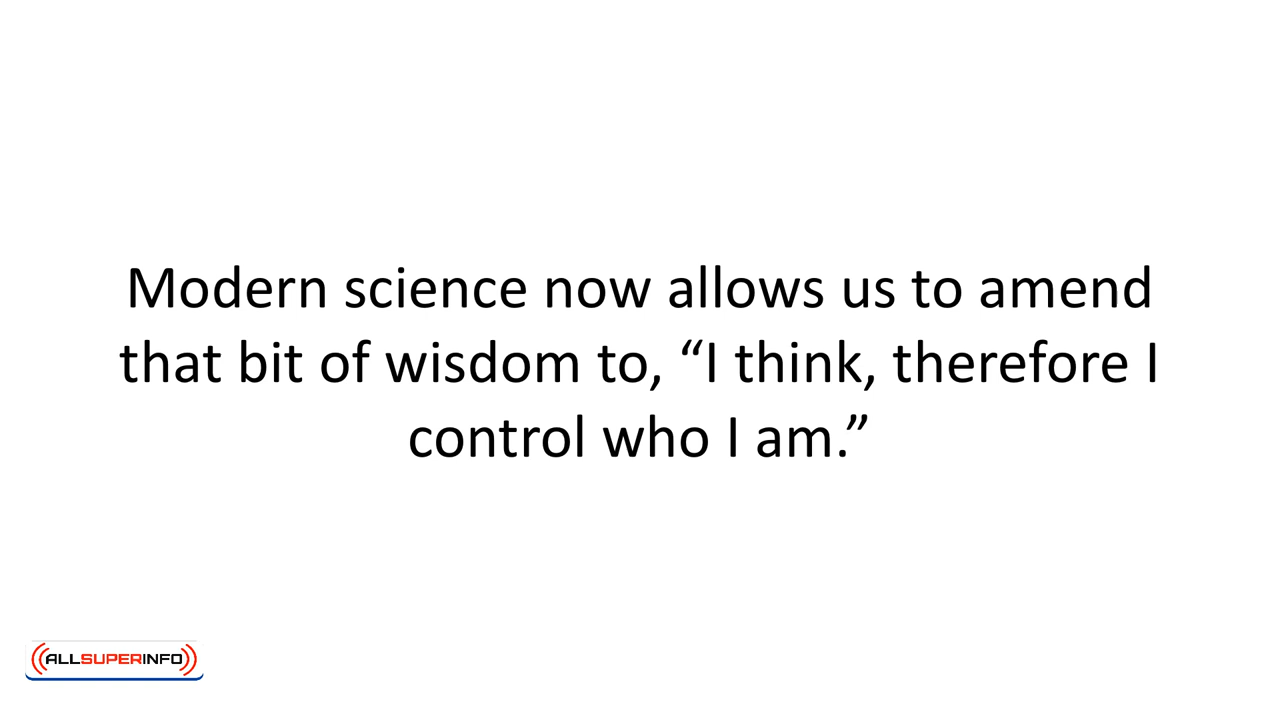 Modern science now allows us to amend
that bit of wisdom to, “I think, therefore I
control who I am.”
ALLSUPERINFO